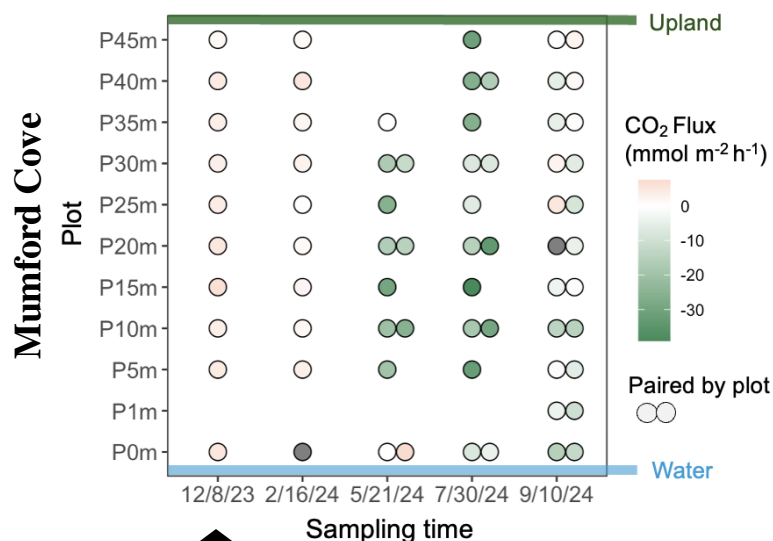 Mumford Cove
Plot
P45m
P40m
P35m
P30m
P25m
P20m
P15m
P10m
P5m
P1m
P0m
12/8/23 2/16/24 5/21/24 7/30/24 9/10/24
Sampling time
Upland
CO₂ Flux
(mmol m⁻² h⁻¹)
0
-10
-20
-30
Paired by plot
Water